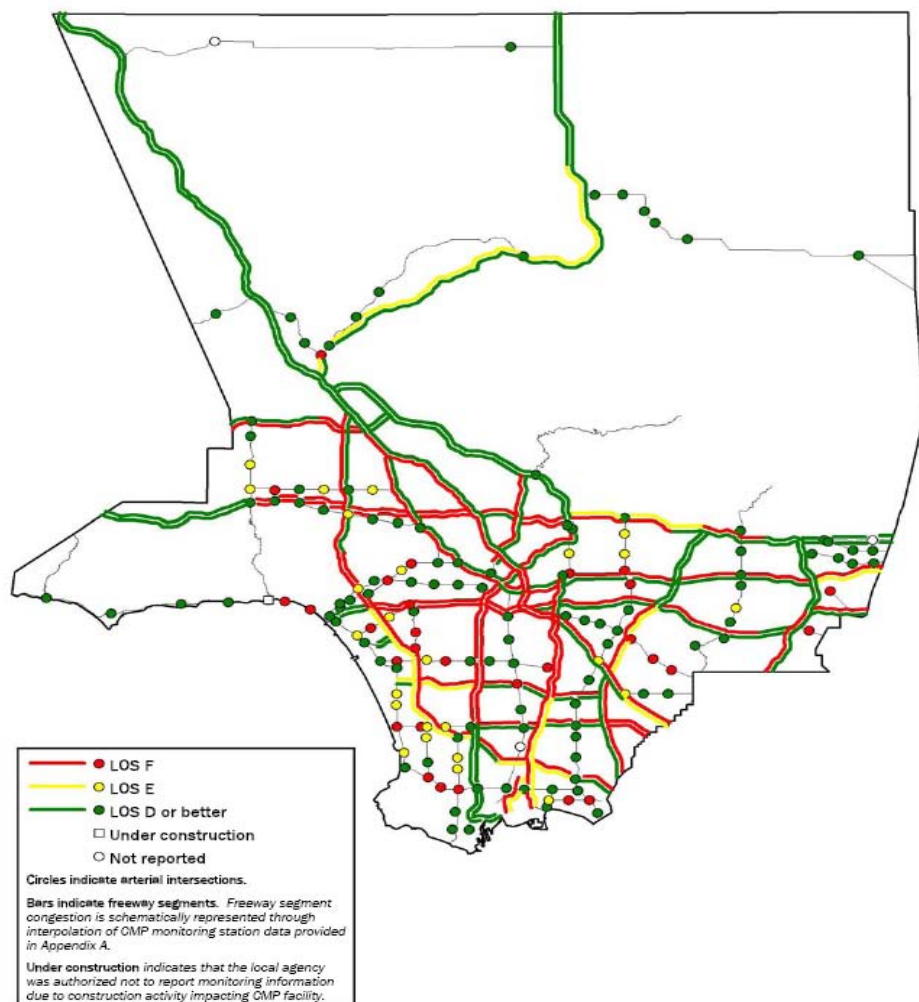 LOS F
LOS E
LOS D or better
Under construction
Not reported
Circles indicate arterial intersections.
Bars indicate freeway segments. Freeway segment
congestion is schematically represented through
interpolation of CMP monitoring station data provided
in Appendix A.
Under construction indicates that the local agency
was authorized not to report monitoring information
due to construction activity impacting CMP facility.